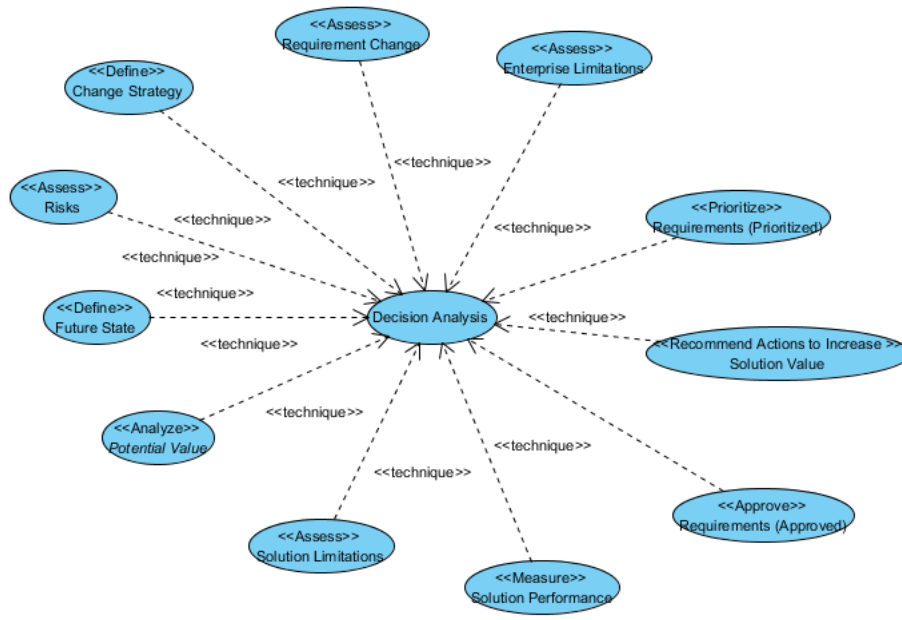 <<Assess>>
Requirement Change
<<Assess>>
Enterprise Limitations
<<Define>>
Change Strategy
<<technique>>
<<technique>>
<<Assess>>
Risks
<<Prioritize>>
Requirements (Prioritized)
<<technique>>
<<technique>>
<<technique>>
<<technique>>
<<Define>>
Future State
Decision Analysis
<<technique>>
<<Recommend Actions to Increase >>
Solution Value
<<technique>>
<<technique>>
<<Analyze>>
Potential Value
<<technique>>
<<technique>>
<<Approve>>
Requirements (Approved)
<<Assess>>
Solution Limitations
<<Measure>>
Solution Performance